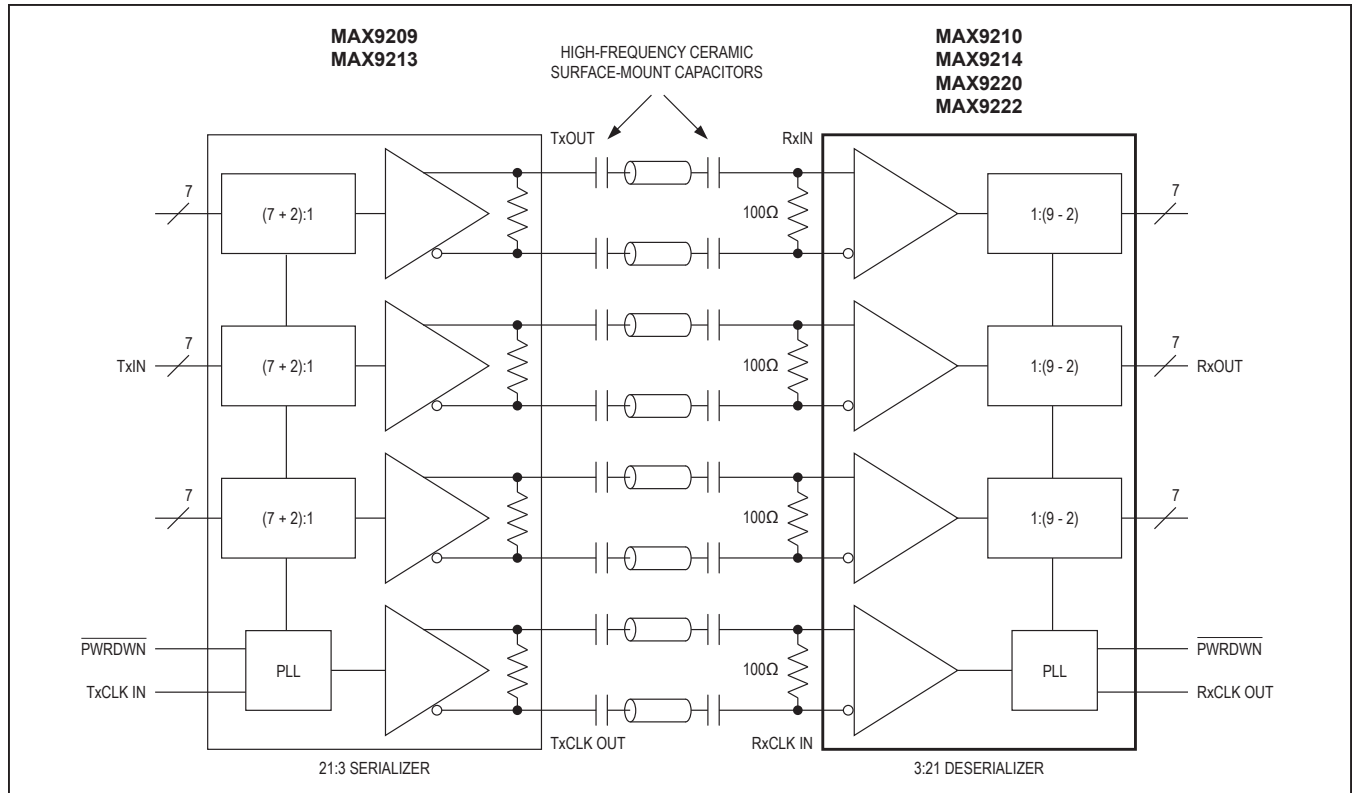 MAX9209
MAX9213
HIGH-FREQUENCY CERAMIC
SURFACE-MOUNT CAPACITORS
MAX9210
MAX9214
MAX9220
MAX9222
TxOUT
RxIN
7
(7 + 2):1
100Ω
1:(9 - 2)
7
TxIN
7
(7 + 2):1
100Ω
1:(9 - 2)
7
RxOUT
7
(7 + 2):1
100Ω
1:(9 - 2)
7
PWRDWN
TxCLK IN
PLL
100Ω
PLL
PWRDWN
RxCLK OUT
TxCLK OUT
RxCLK IN
21:3 SERIALIZER
3:21 DESERIALIZER